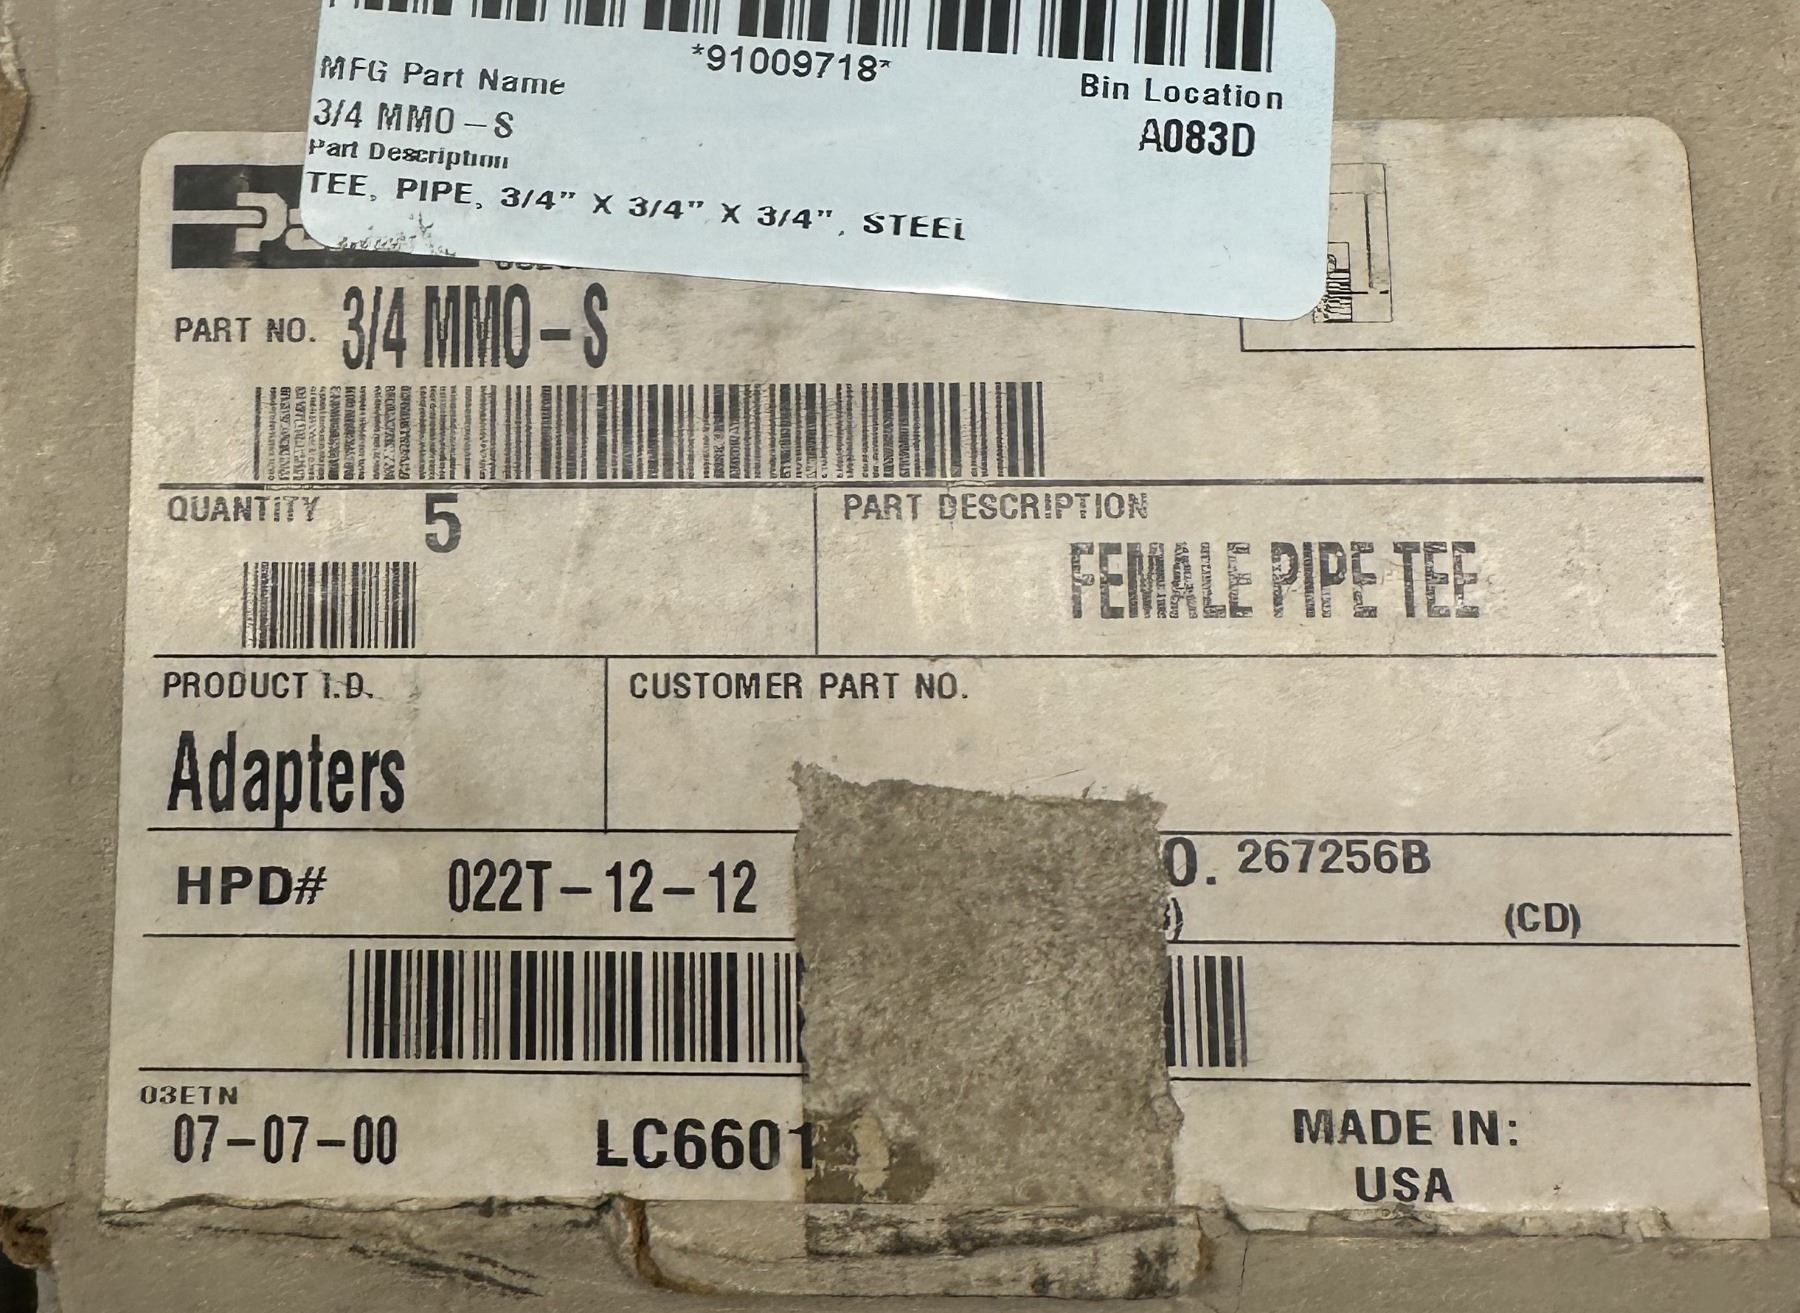 *91009718*
MFG Part Name
Bin Location
3/4 MMO-S
A083D
Part Description
TEE, PIPE, 3/4" X 3/4" X 3/4", STEEL
PART NO. 3/4 MMO-S
QUANTITY 5
PART DESCRIPTION
FEMALE PIPE TEE
PRODUCT I.D.
CUSTOMER PART NO.
Adapters
HPD# 022T-12-12
O. 267256B
(CD)
03ETN
07-07-00
LC6601
MADE IN:
USA